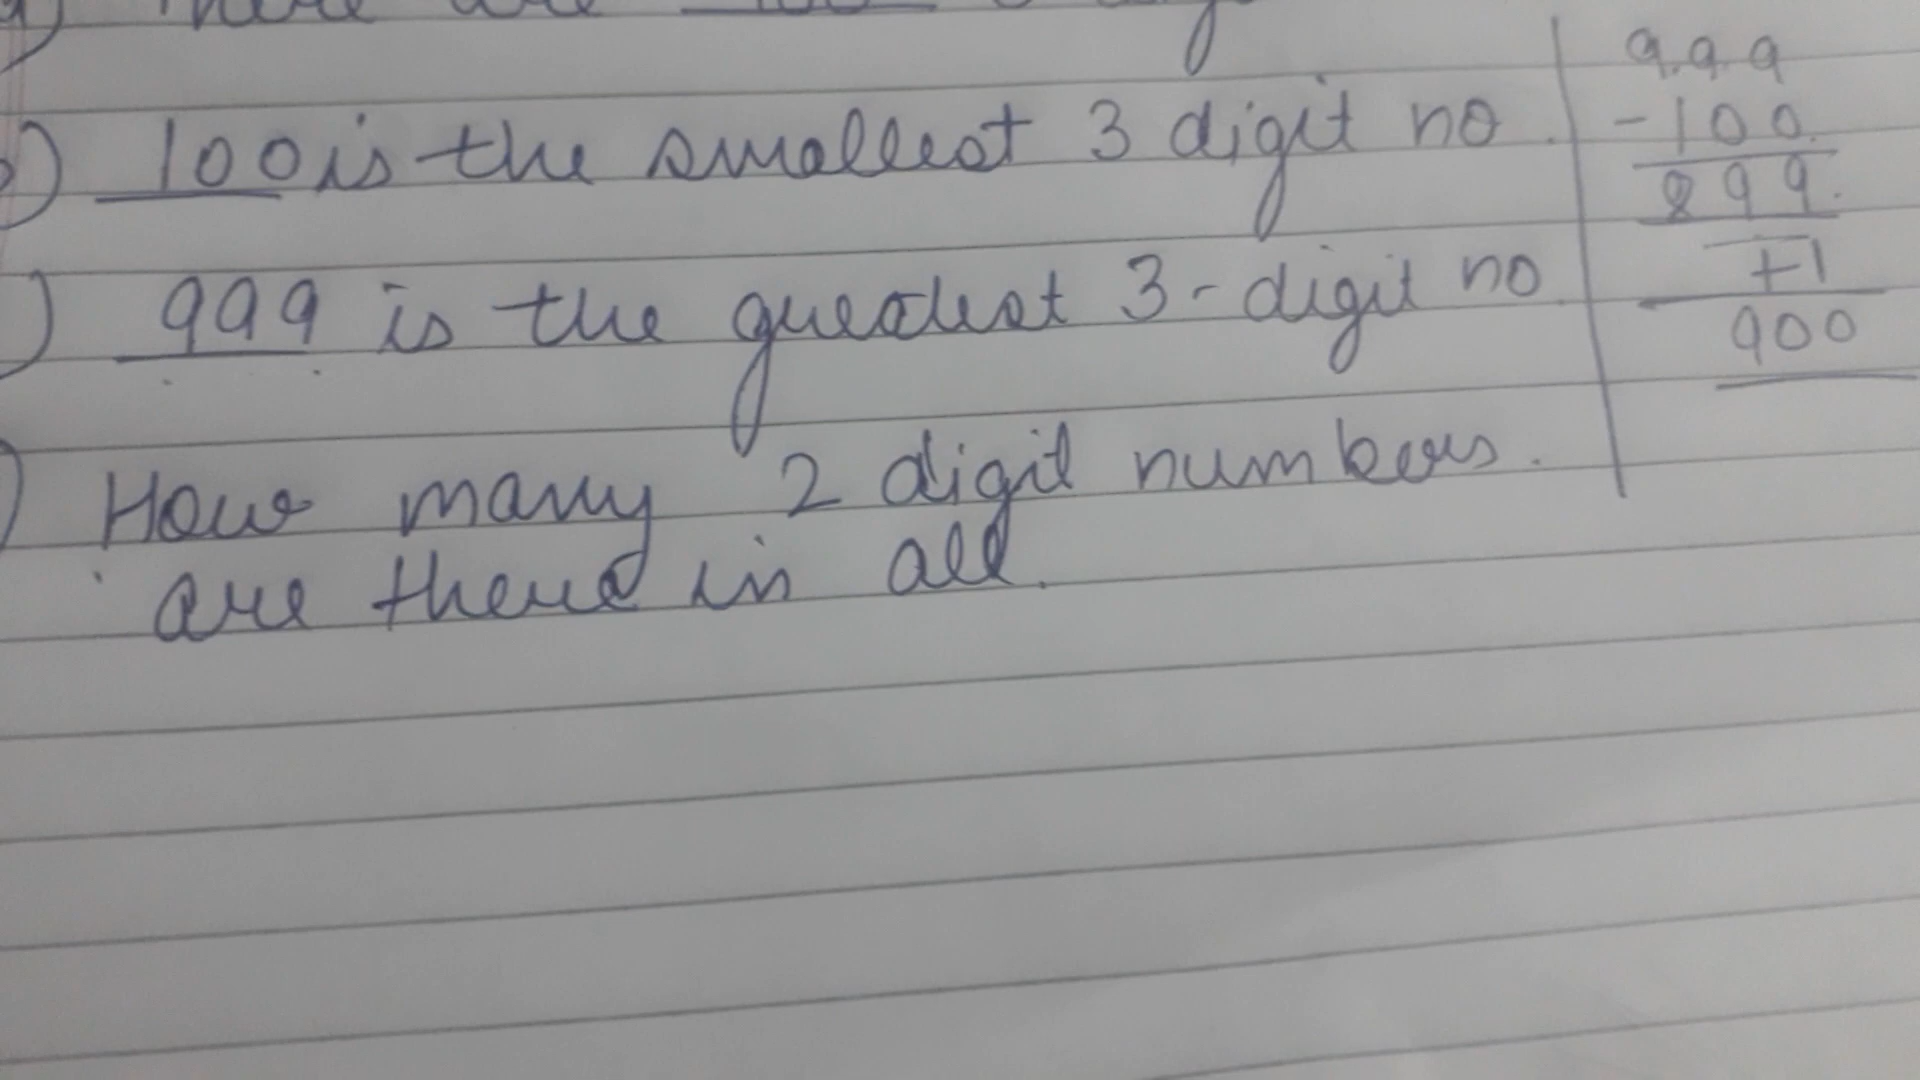 100 is the smallest 3 digit no.
999 is the greatest 3-digit no.
How many 2 digit numbers.
are there in all.
999
-100
899
+1
900